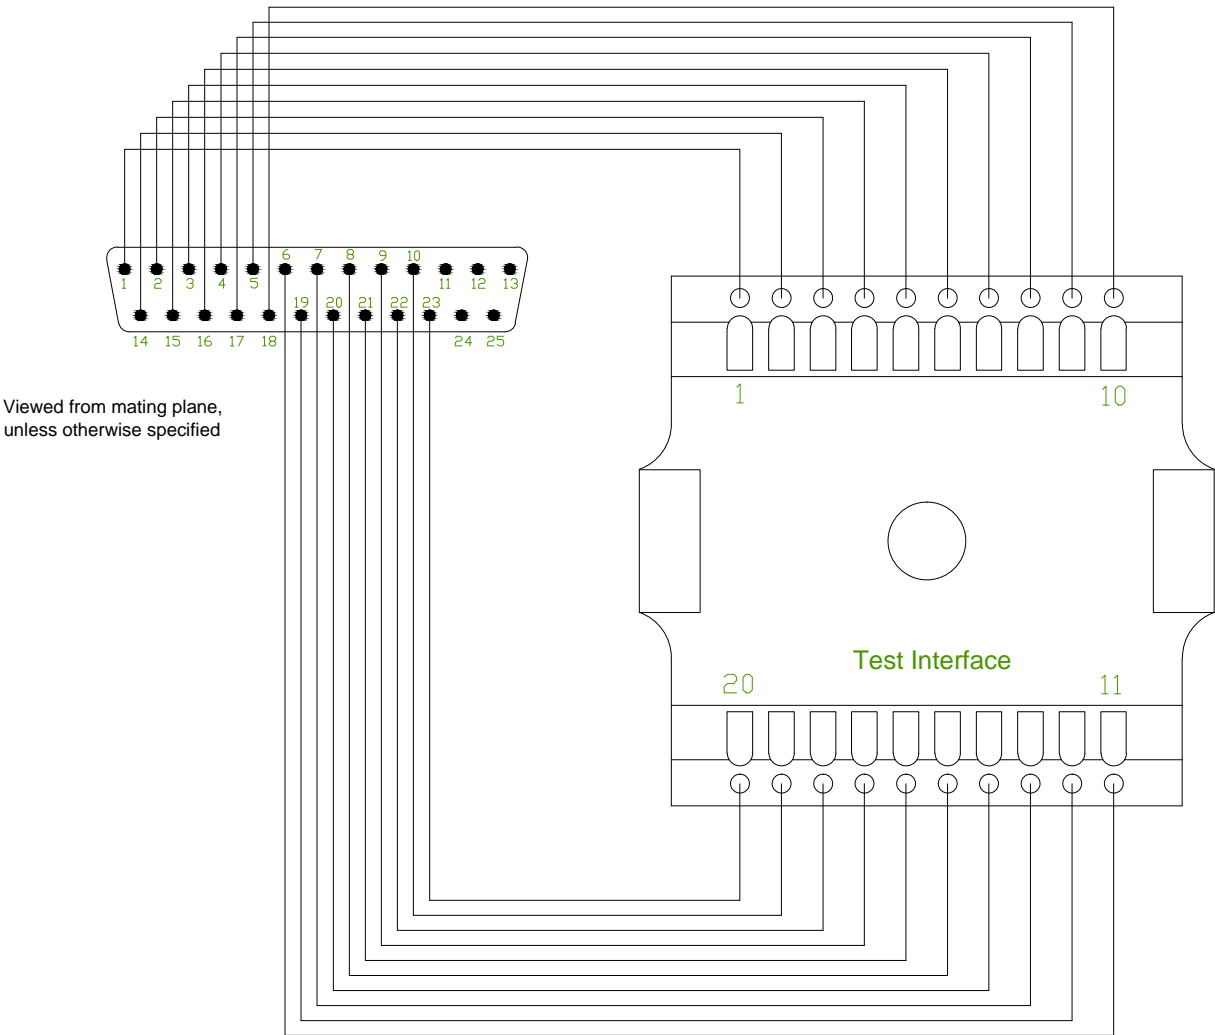 6 7 8 9 10
1 2 3 4 5 11 12 13
19 20 21 22 23
14 15 16 17 18 24 25
Viewed from mating plane,
unless otherwise specified
1 10
Test Interface
20 11